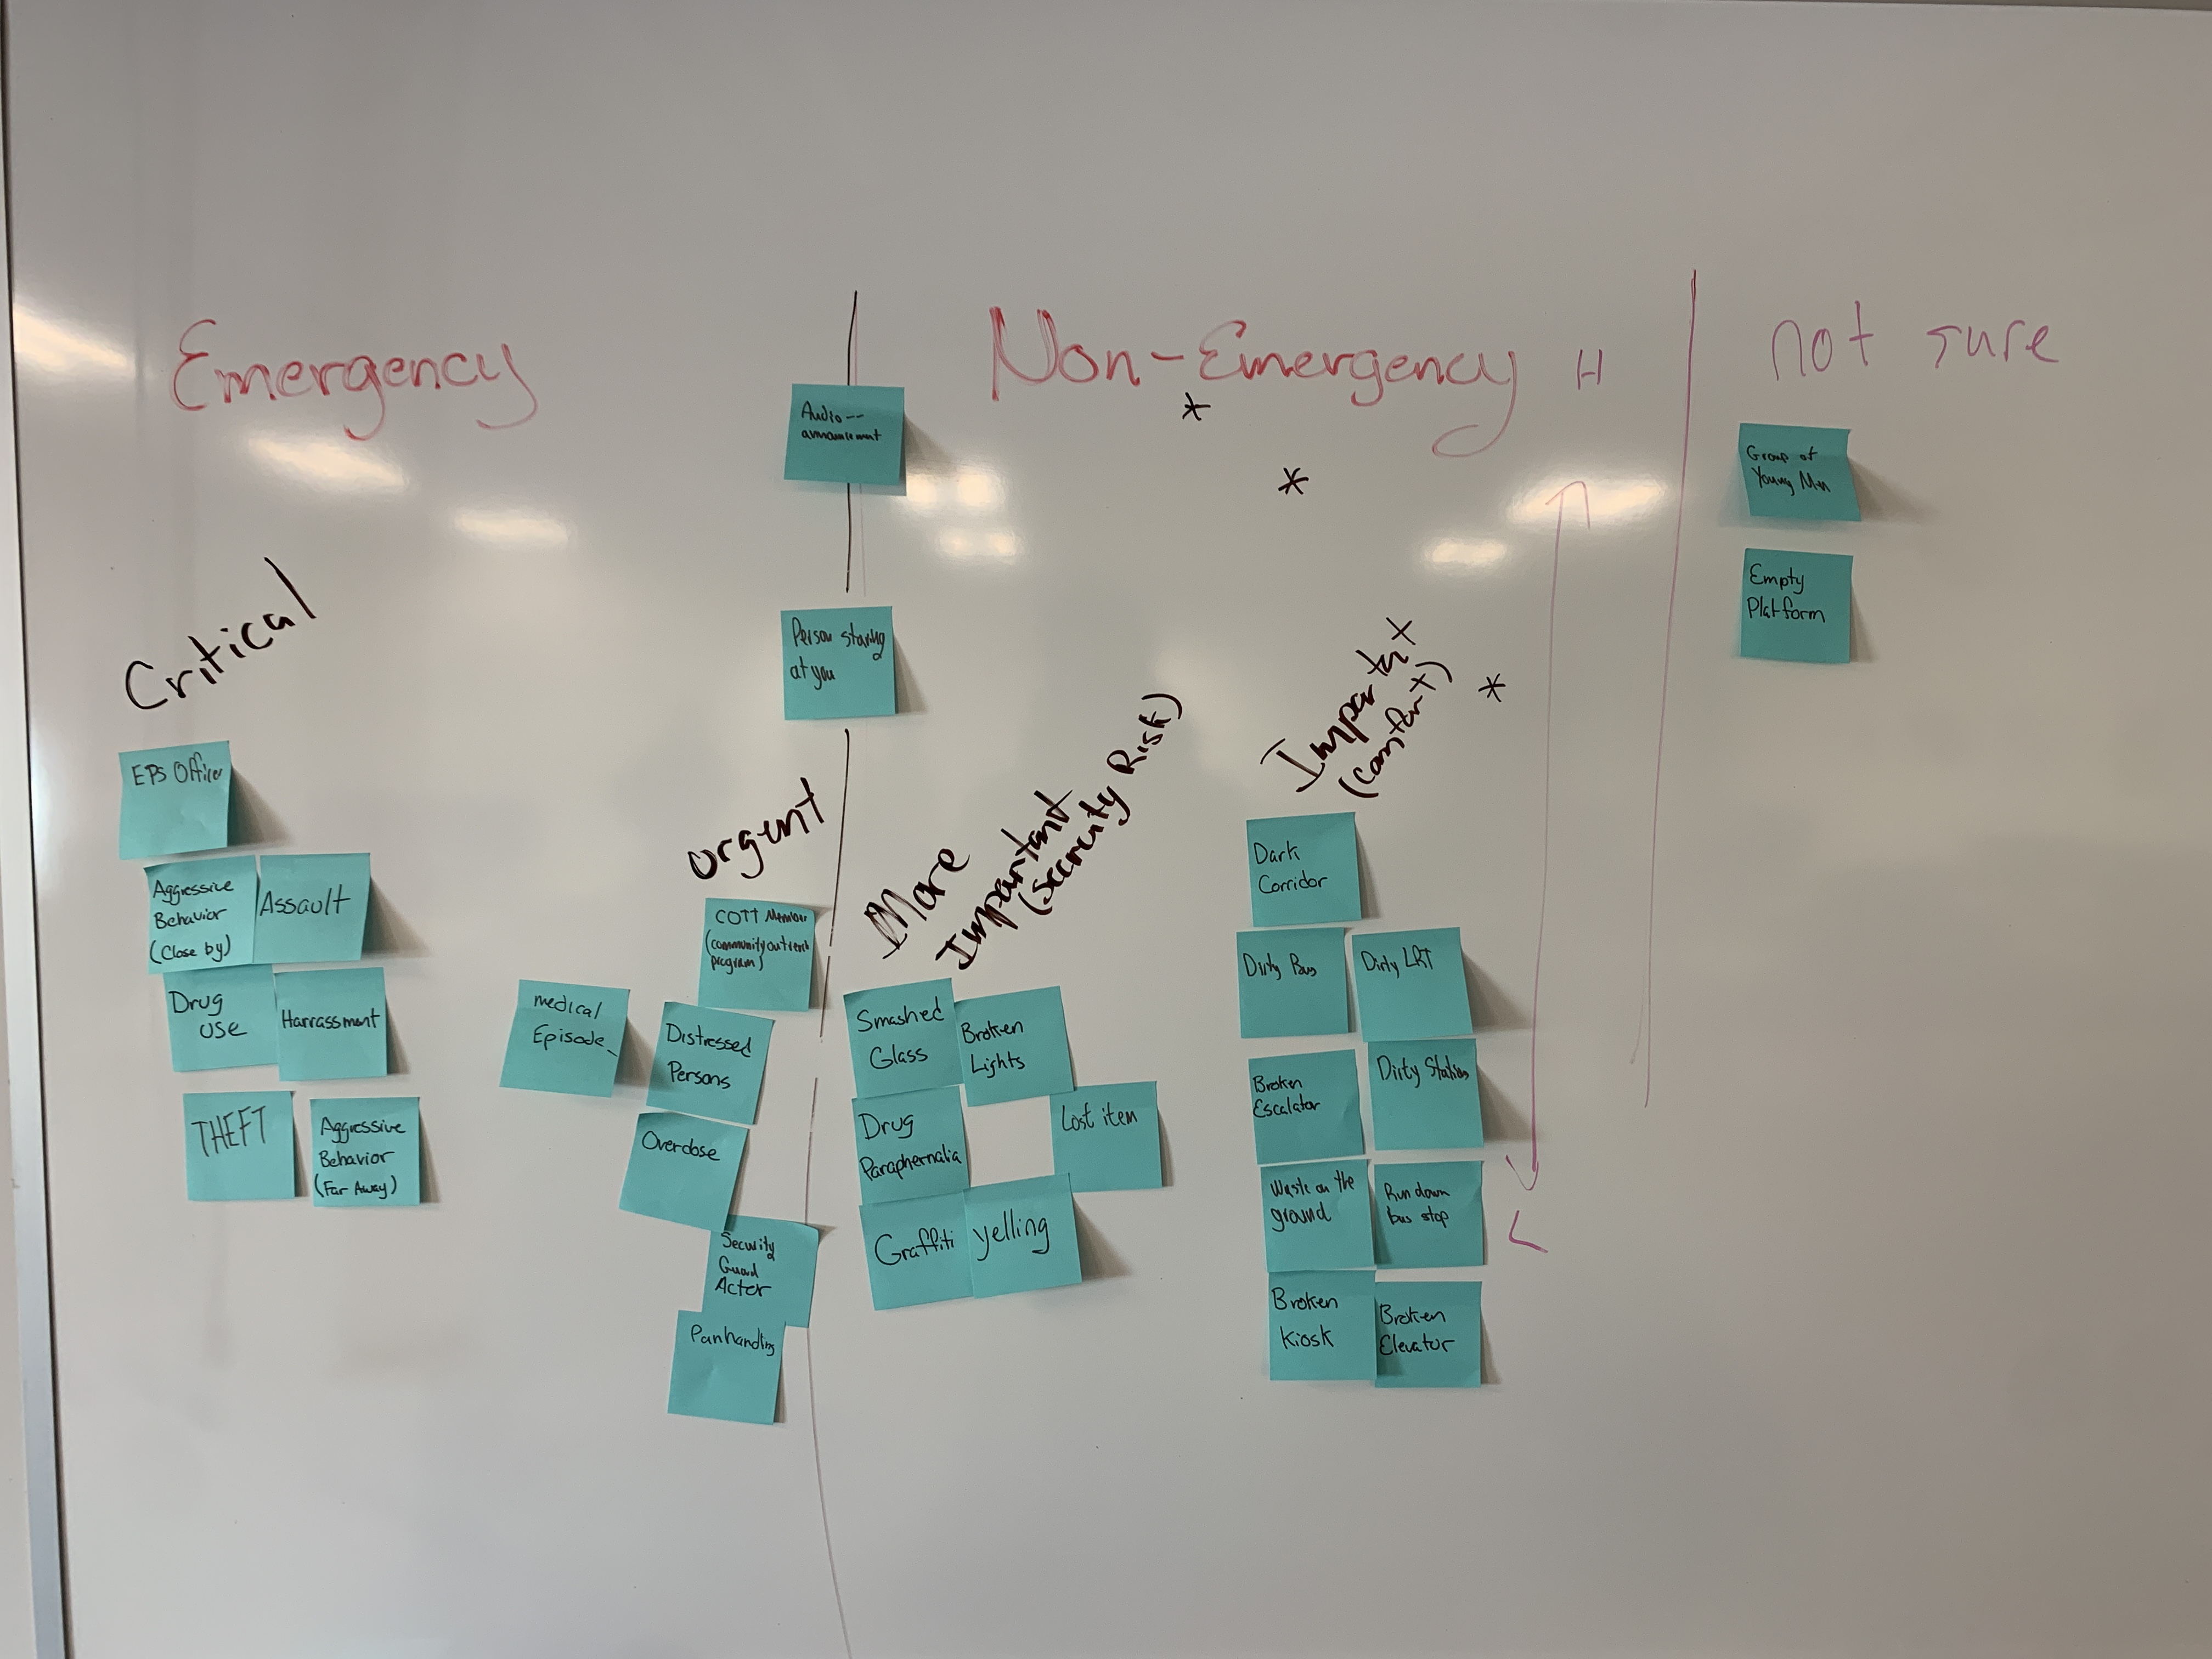 Emergency
Non-Emergency H
not sure
Audio--
announcement
*
*
Group of
Young Men
Empty
Platform
Critical
Person staring
at you
Important
(Comfort)
*
urgent
More
Important
(Security Risk)
EPS Officer
Aggressive
Behavior
(Close by)
Assault
Drug
use
Harrassment
THEFT
Aggressive
Behavior
(Far Away)
COTT Member
(community outreach
program)
medical
Episode
Distressed
Persons
Overdose
Security
Guard
Actor
Panhandling
Smashed
Glass
Broken
Lights
Drug
Paraphernalia
Lost item
Graffiti
yelling
Dark
Corridor
Dirty Bus
Dirty LRT
Broken
Escalator
Dirty Station
Waste on the
ground
Run down
bus stop
Broken
Kiosk
Broken
Elevator
L